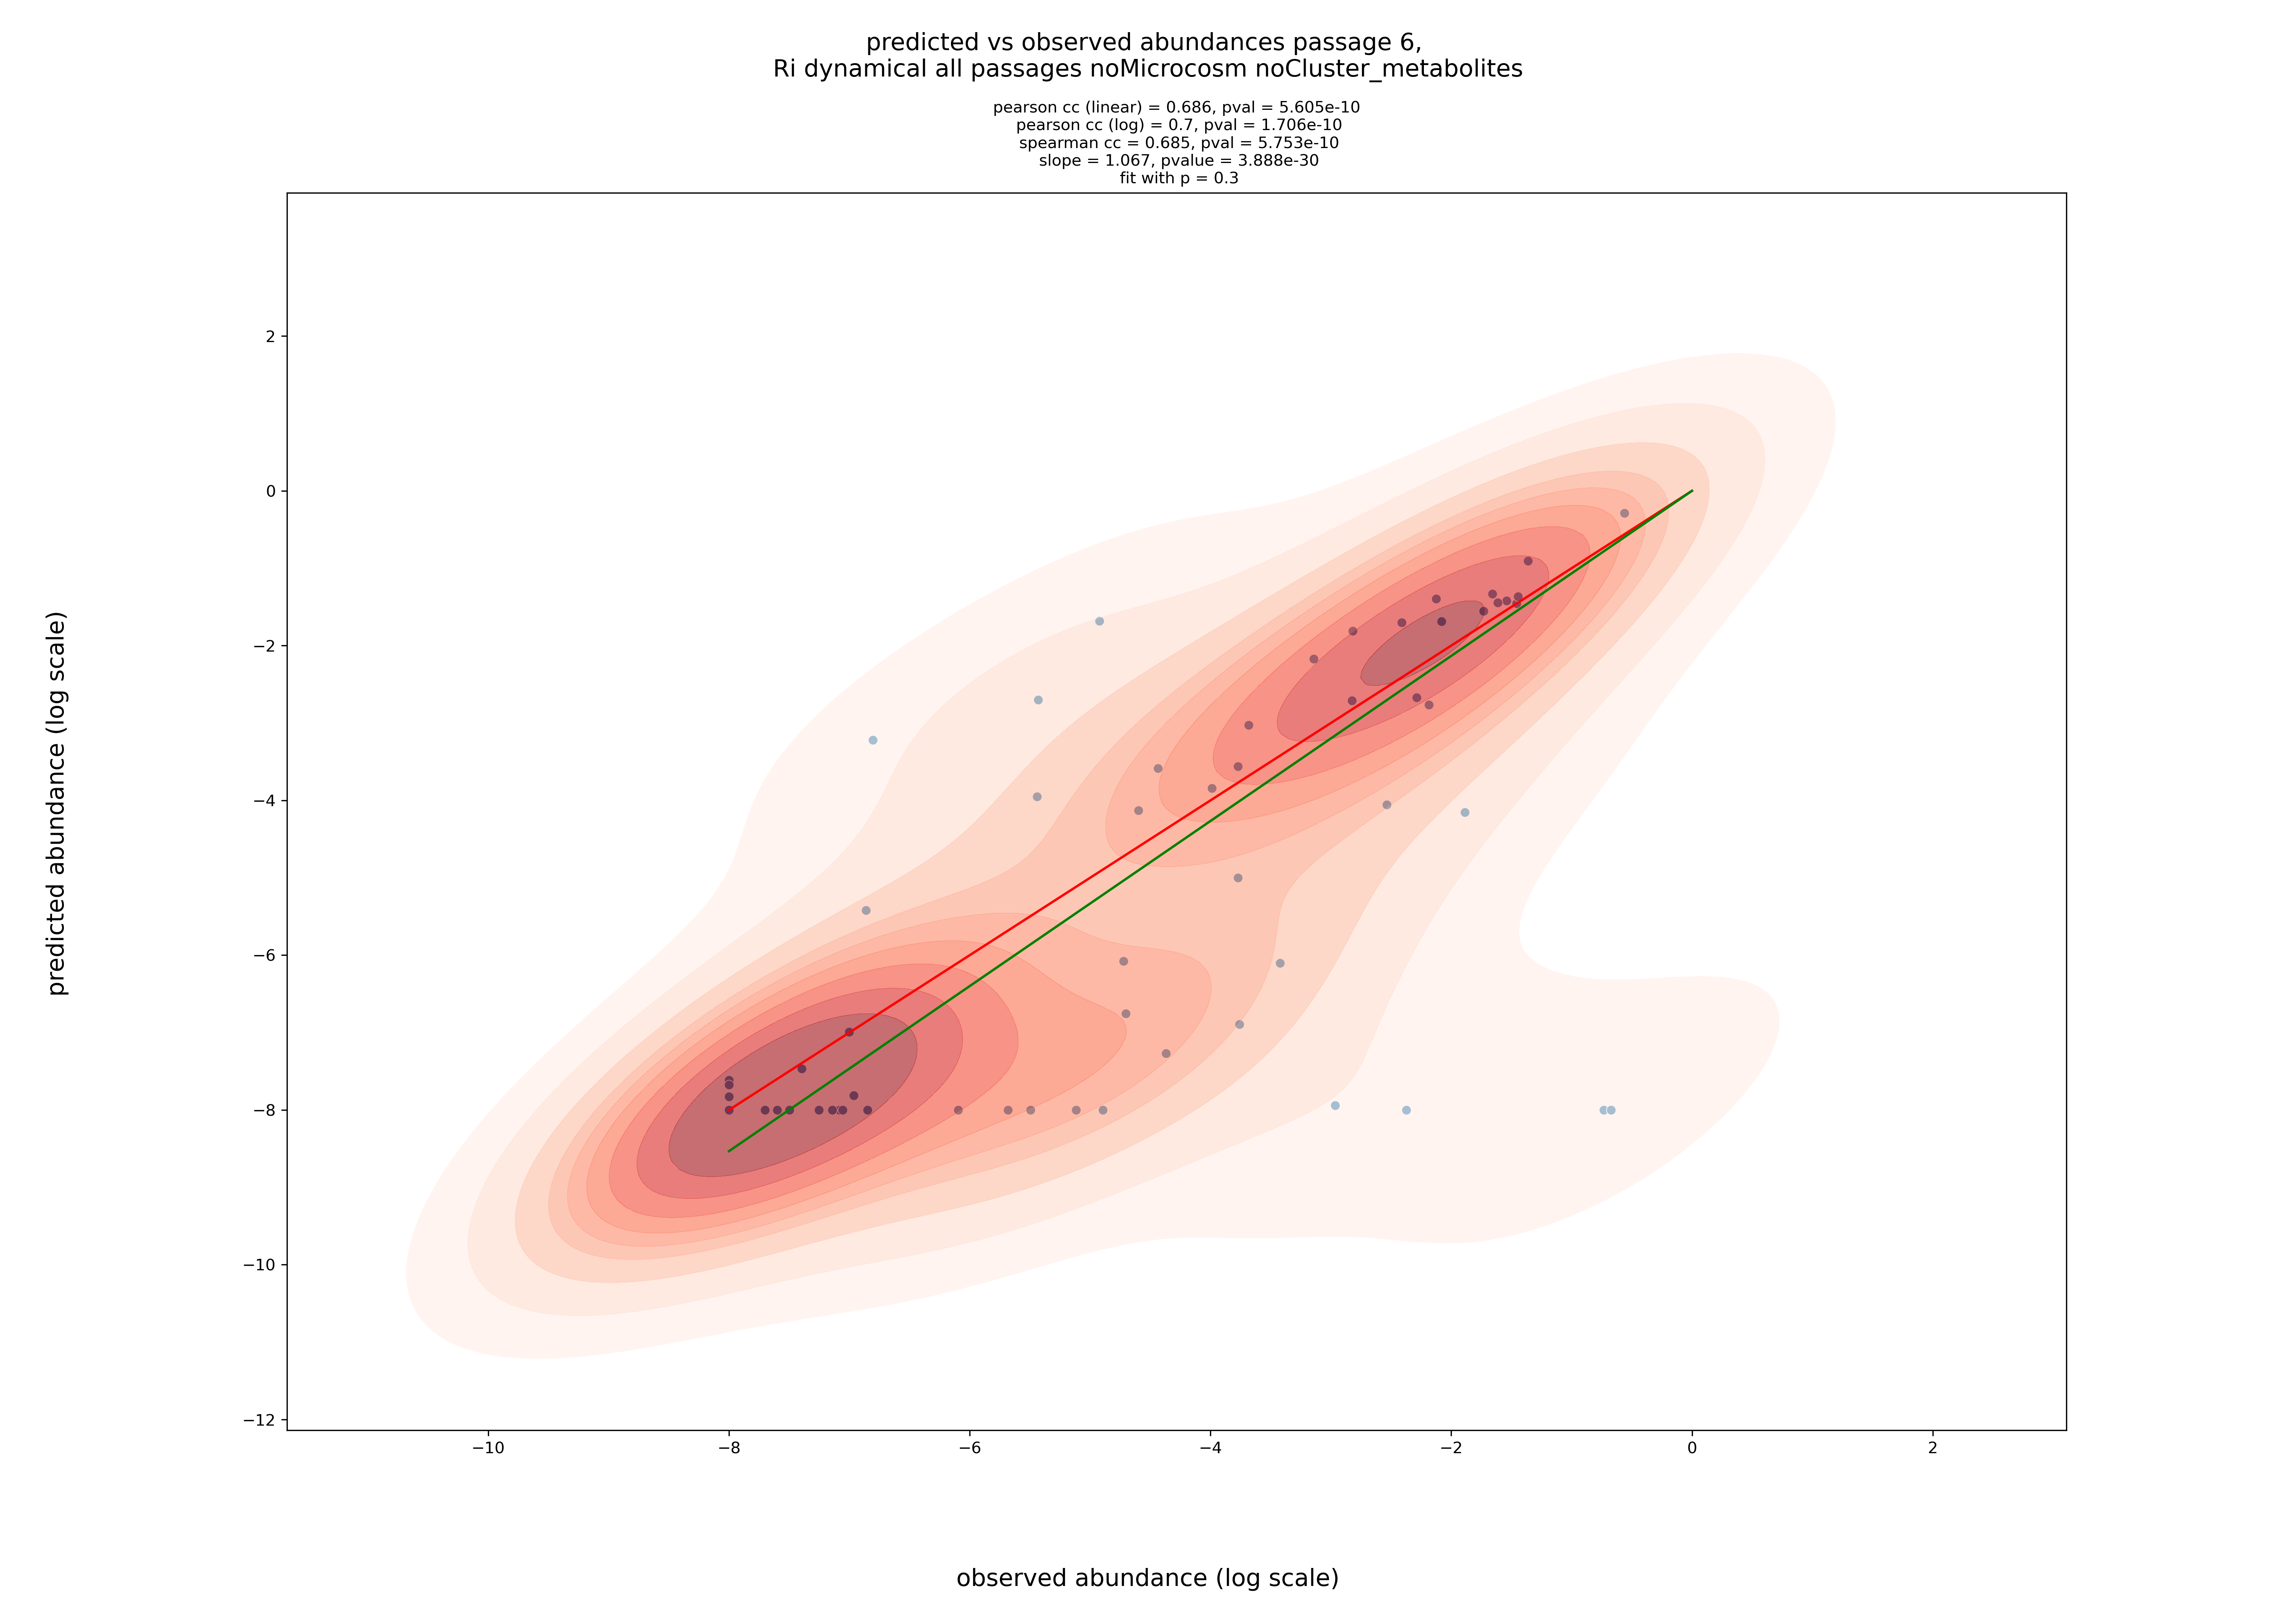 predicted vs observed abundances passage 6,
Ri dynamical all passages noMicrocosm noCluster_metabolites
pearson cc (linear) = 0.686, pval = 5.605e-10
pearson cc (log) = 0.7, pval = 1.706e-10
spearman cc = 0.685, pval = 5.753e-10
slope = 1.067, pvalue = 3.888e-30
fit with p = 0.3
predicted abundance (log scale)
2
0
−2
−4
−6
−8
−10
−12
−10 −8 −6 −4 −2 0 2
observed abundance (log scale)